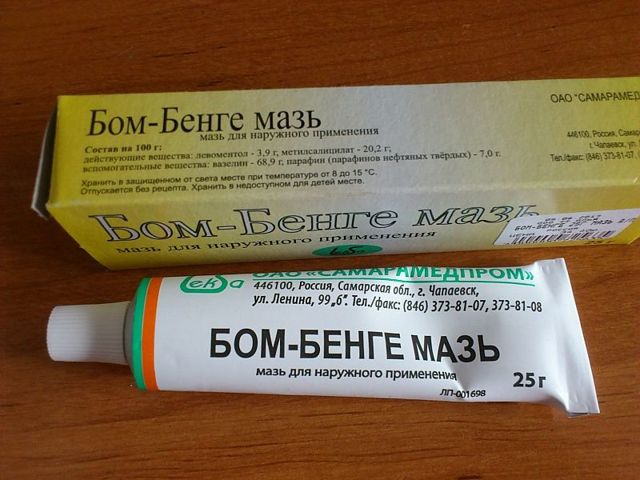 Бом-Бенге мазь
мазь для наружного применения
Состав на 100 г:
действующие вещества: левоментол - 3,9 г, метилсалицилат - 20,2 г;
вспомогательные вещества: вазелин - 68,9 г, парафин (парафинов нефтяных твёрдых) - 7,0 г.
Хранить в защищенном от света месте при температуре от 8 до 15 °С.
Отпускается без рецепта. Хранить в недоступном для детей месте.
ОАО "САМАРАМЕД
446100, Россия, Самар
г. Чапаевск, ул.
Тел./факс: (846) 373-81-07,
Бом-Бенге мазь
мазь для наружного применения
БОМ-БЕНГЕ МАЗЬ
ека
ОАО «САМАРАМЕДПРОМ»
446100, Россия, Самарская обл., г. Чапаевск,
ул. Ленина, 99 „б". Тел./факс: (846) 373-81-07, 373-81-08
БОМ-БЕНГЕ МАЗЬ
мазь для наружного применения
25 г
ЛП-001698